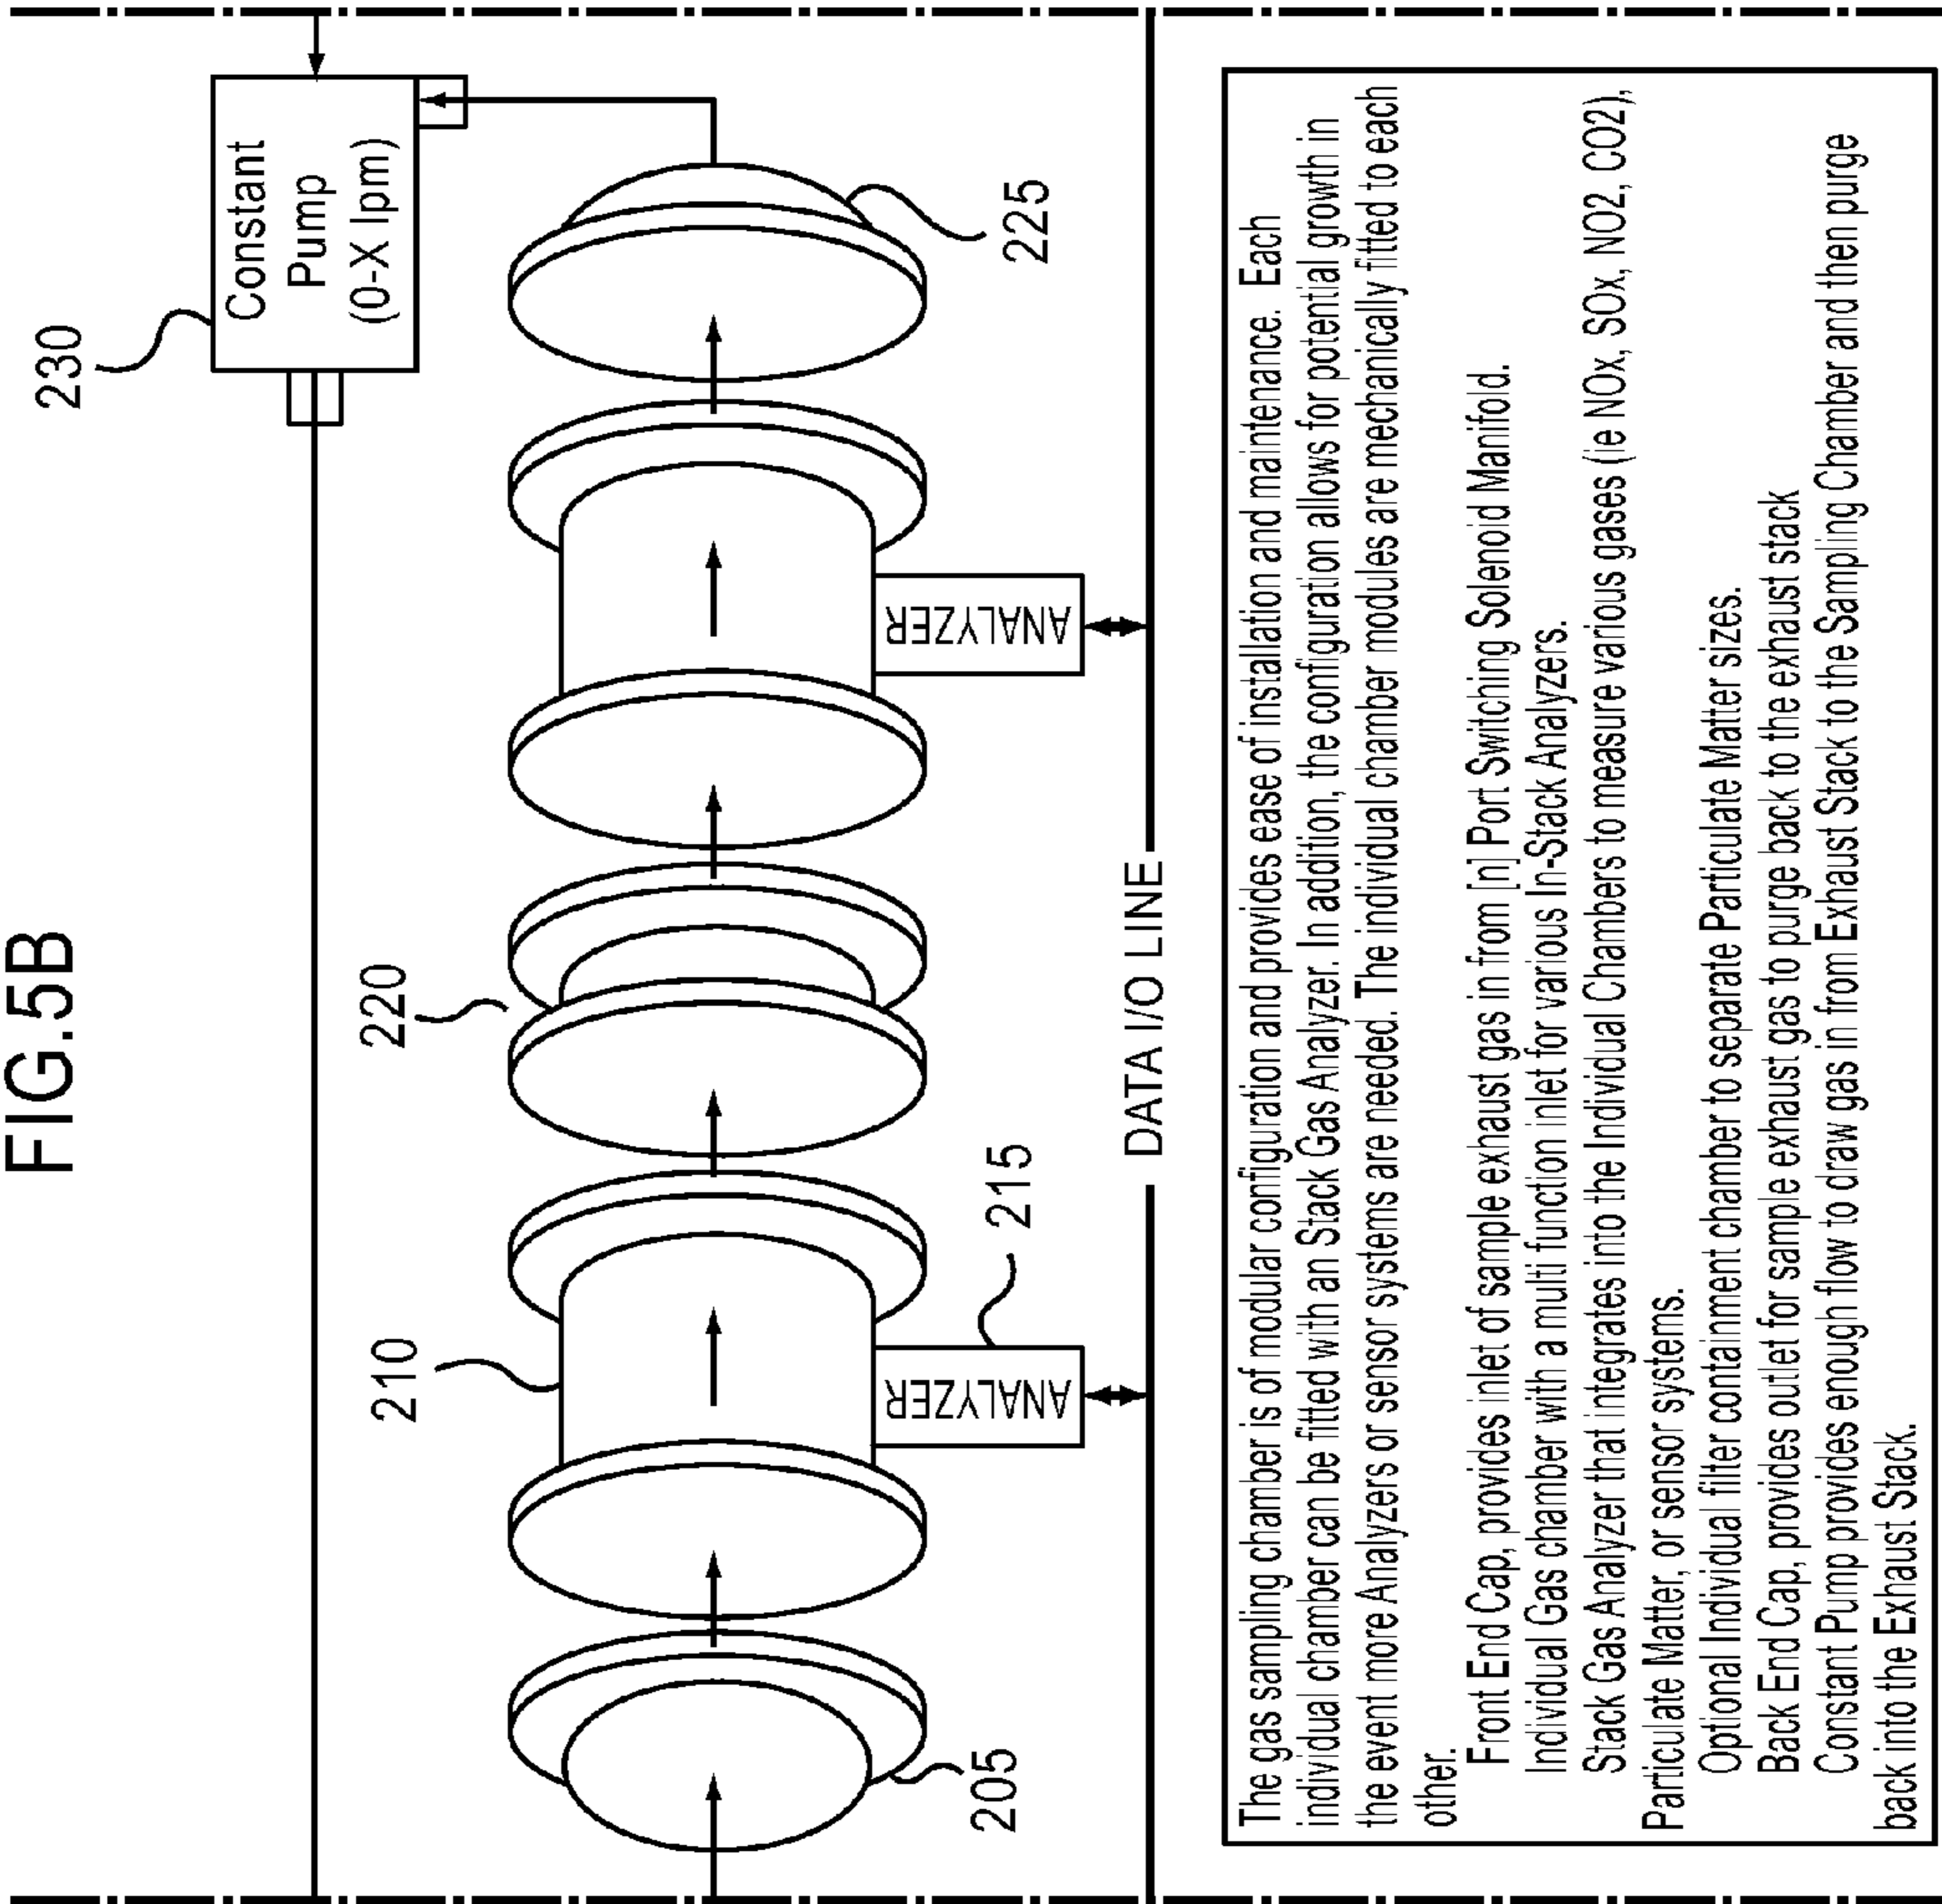 FIG.5B
230
Constant
Pump
(0-X lpm)
220
210
225
ANALYZER
ANALYZER
215
205
DATA I/O LINE
The gas sampling chamber is of modular configuration and provides ease of installation and maintenance. Each
individual chamber can be fitted with an Stack Gas Analyzer. In addition, the configuration allows for potential growth in
the event more Analyzers or sensor systems are needed. The individual chamber modules are mechanically fitted to each
other.
Front End Cap, provides inlet of sample exhaust gas in from [n] Port Switching Solenoid Manifold.
Individual Gas chamber with a multi function inlet for various In-Stack Analyzers.
Stack Gas Analyzer that integrates into the Individual Chambers to measure various gases (ie NOx, SOx, NO2, CO2),
Particulate Matter, or sensor systems.
Optional Individual filter containment chamber to separate Particulate Matter sizes.
Back End Cap, provides outlet for sample exhaust gas to purge back to the exhaust stack
Constant Pump provides enough flow to draw gas in from Exhaust Stack to the Sampling Chamber and then purge
back into the Exhaust Stack.